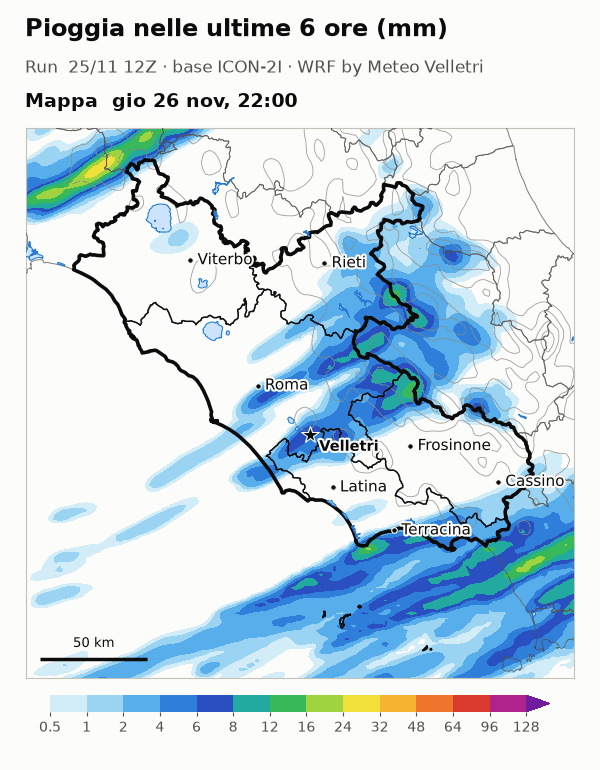 Pioggia nelle ultime 6 ore (mm)
Run 25/11 12Z · base ICON-2I · WRF by Meteo Velletri
Mappa gio 26 nov, 22:00
Viterbo
Rieti
Roma
Velletri
Frosinone
Latina
Cassino
Terracina
50 km
0.5 1 2 4 6 8 12 16 24 32 48 64 96 128